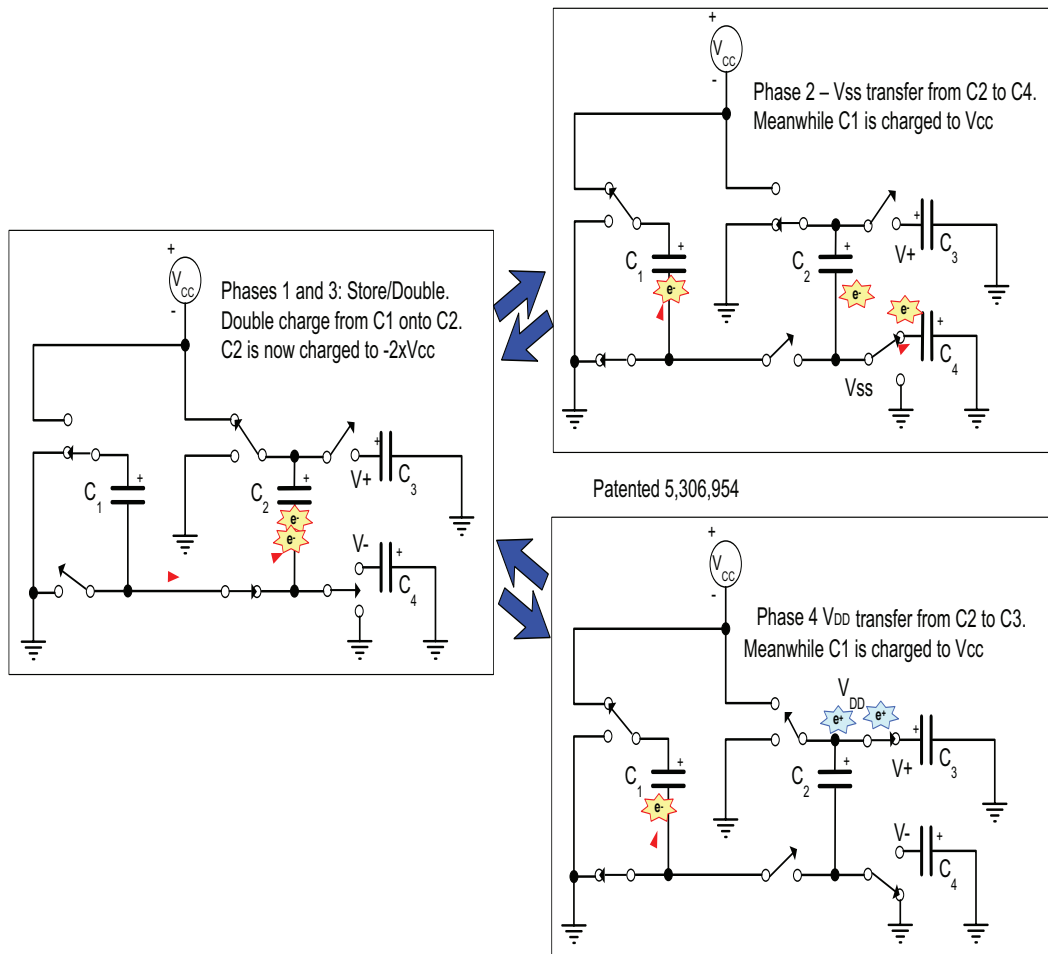 +
VCC
-
Phases 1 and 3: Store/Double.
Double charge from C1 onto C2.
C2 is now charged to -2xVcc
C1
+
C2
+
e-
e-
V+
+
C3
V-
+
C4
+
VCC
-
Phase 2 – Vss transfer from C2 to C4.
Meanwhile C1 is charged to Vcc
C1
+
e-
C2
+
e-
V+
+
C3
e-
+
C4
Vss
Patented 5,306,954
+
VCC
-
Phase 4 VDD transfer from C2 to C3.
Meanwhile C1 is charged to Vcc
VDD
e+
e+
C1
+
e-
C2
+
V+
+
C3
V-
+
C4